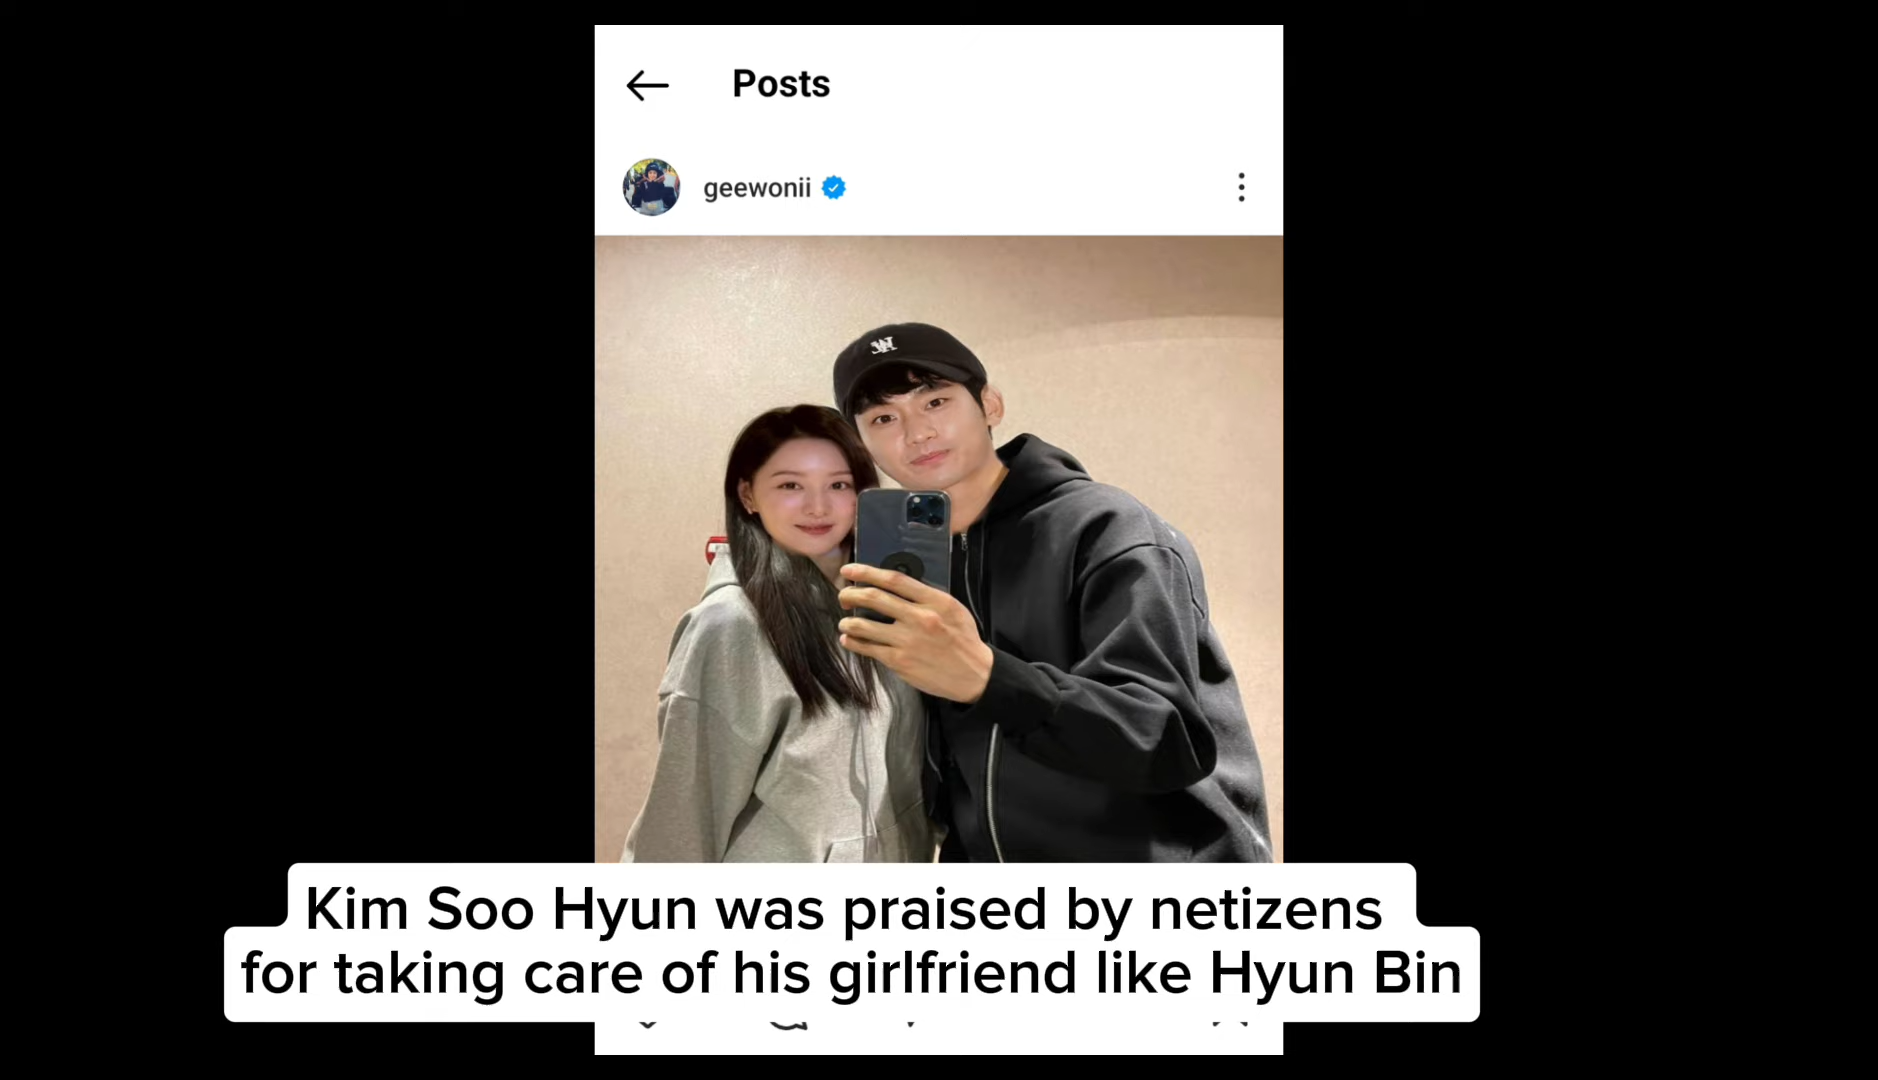 Posts
geewonii
Kim Soo Hyun was praised by netizens
for taking care of his girlfriend like Hyun Bin